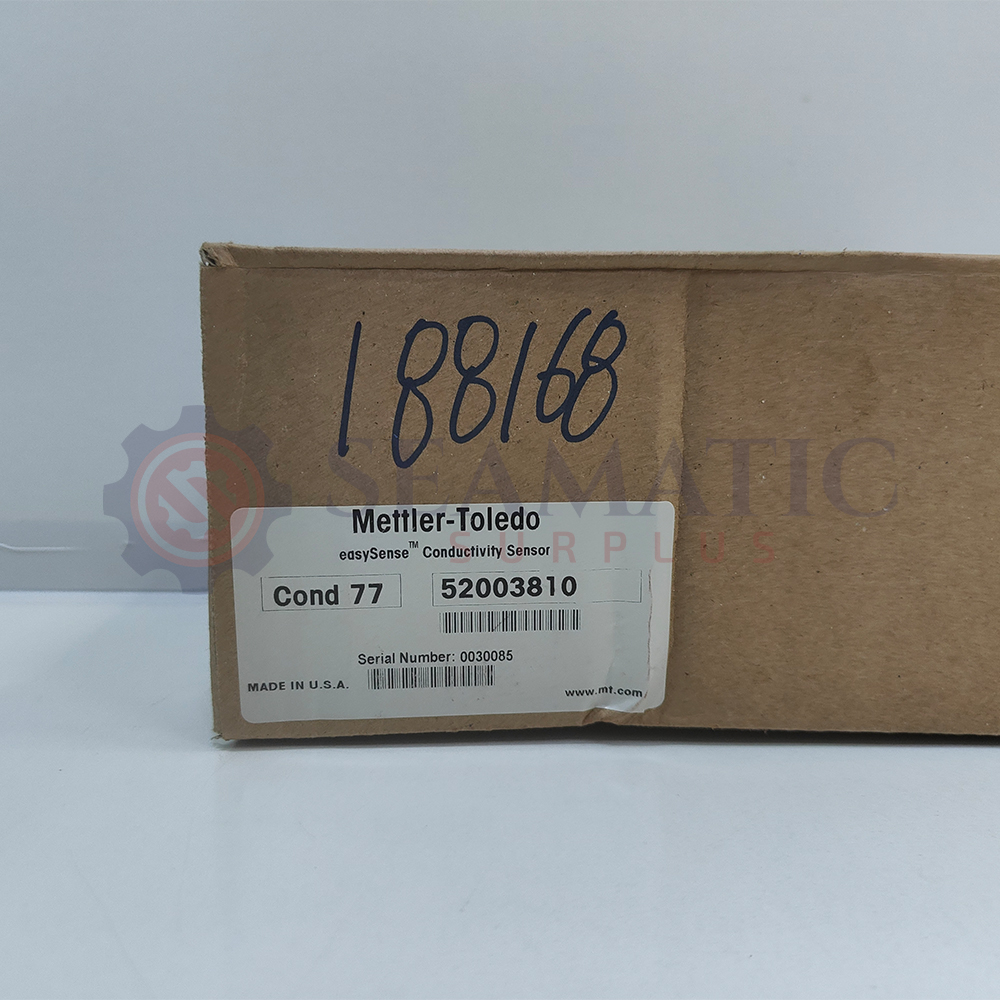 188168
SEAMATIC
SURPLUS
Mettler-Toledo
easySense™ Conductivity Sensor
Cond 77
52003810
Serial Number: 0030085
MADE IN U.S.A.
www.mt.com